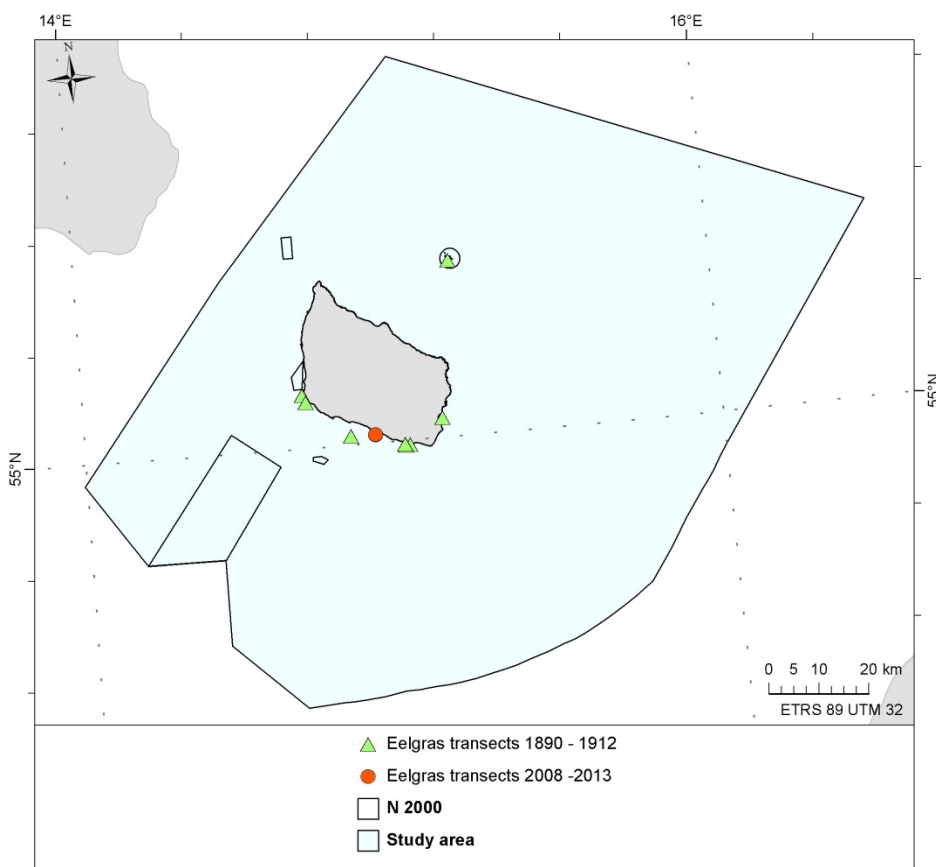 14°E
16°E
N
55°N
55°N
0 5 10 20 km
ETRS 89 UTM 32
Eelgras transects 1890 - 1912
Eelgras transects 2008 -2013
N 2000
Study area